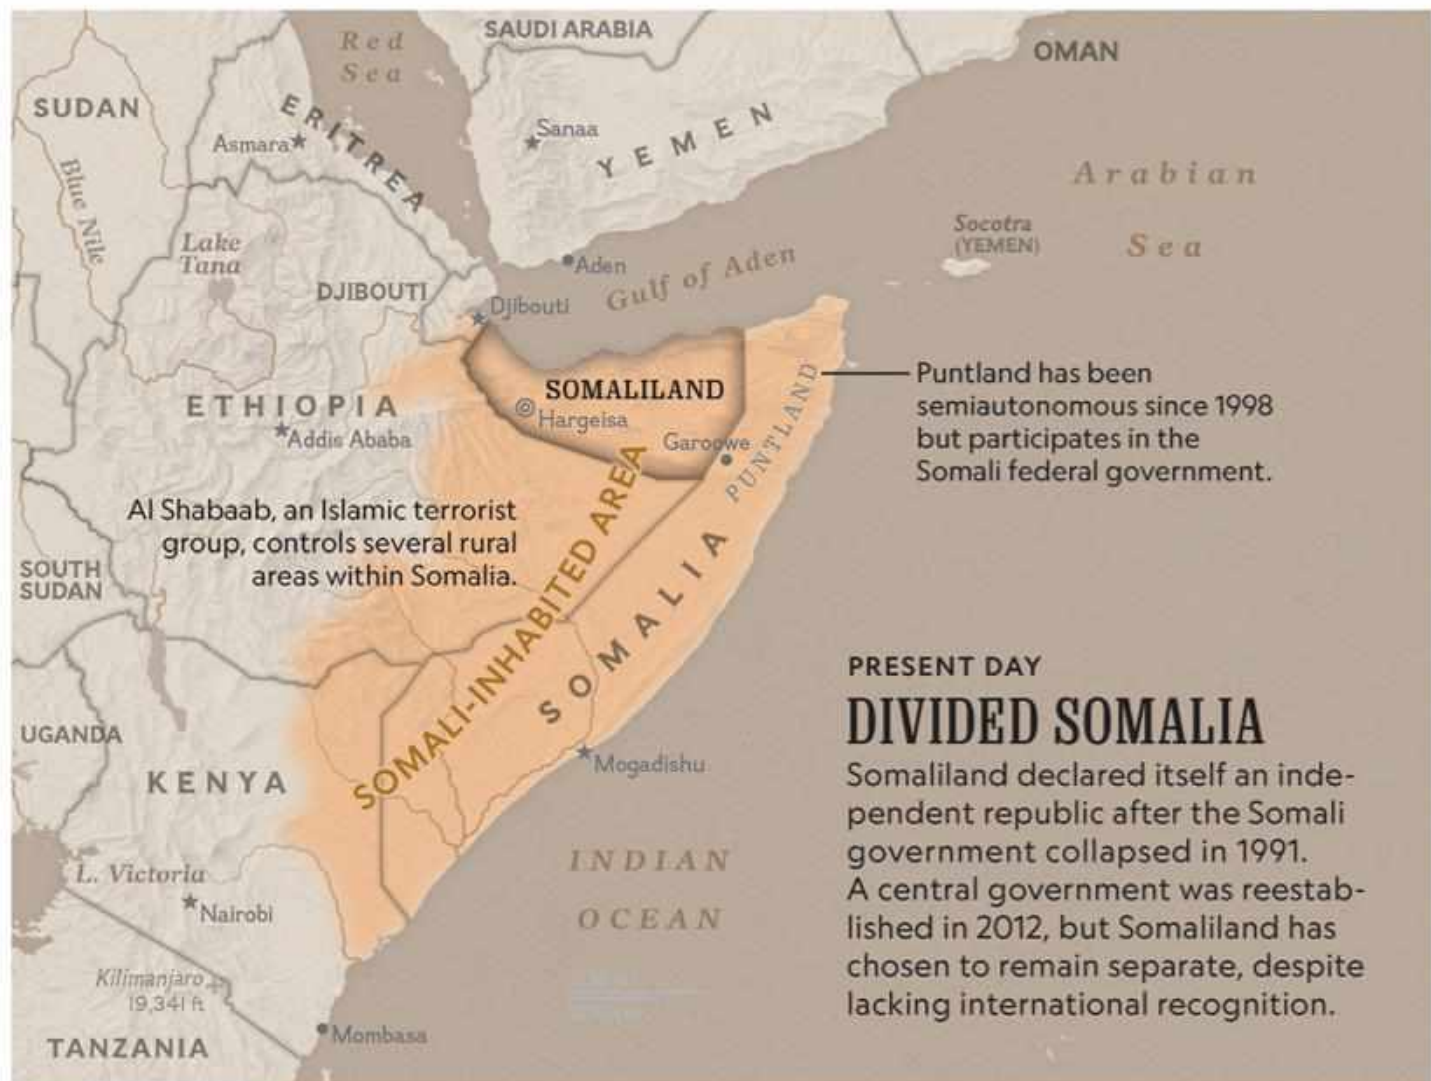 SAUDI ARABIA
Red
Sea
OMAN
SUDAN
ERITREA
Asmara
Sanaa
YEMEN
Blue Nile
Arabian
Sea
Socotra
(YEMEN)
Lake
Tana
Aden
Gulf of Aden
DJIBOUTI
Djibouti
SOMALILAND
Hargeisa
ETHIOPIA
Addis Ababa
Garoowe
PUNTLAND
Puntland has been
semiautonomous since 1998
but participates in the
Somali federal government.
Al Shabaab, an Islamic terrorist
group, controls several rural
areas within Somalia.
SOUTH
SUDAN
SOMALI-INHABITED AREA
SOMALIA
UGANDA
KENYA
Mogadishu
L. Victoria
Nairobi
INDIAN
OCEAN
Kilimanjaro
19,341 ft
Mombasa
TANZANIA
PRESENT DAY
DIVIDED SOMALIA
Somaliland declared itself an inde-
pendent republic after the Somali
government collapsed in 1991.
A central government was reestab-
lished in 2012, but Somaliland has
chosen to remain separate, despite
lacking international recognition.